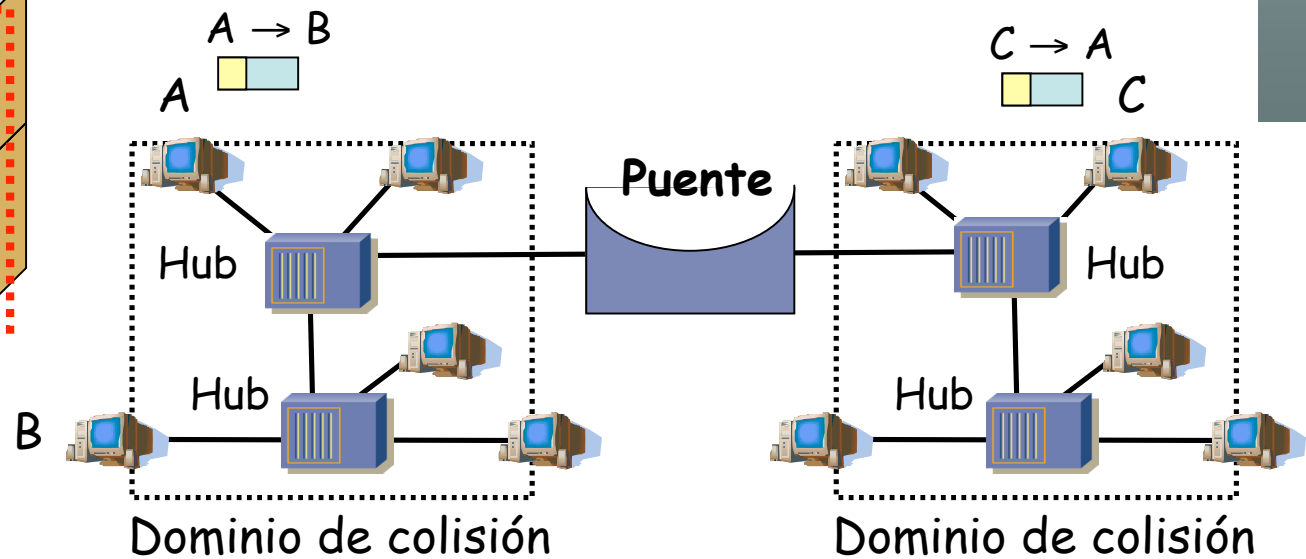 A → B
A
C → A
C
Puente
Hub
Hub
Hub
Hub
B
Dominio de colisión
Dominio de colisión